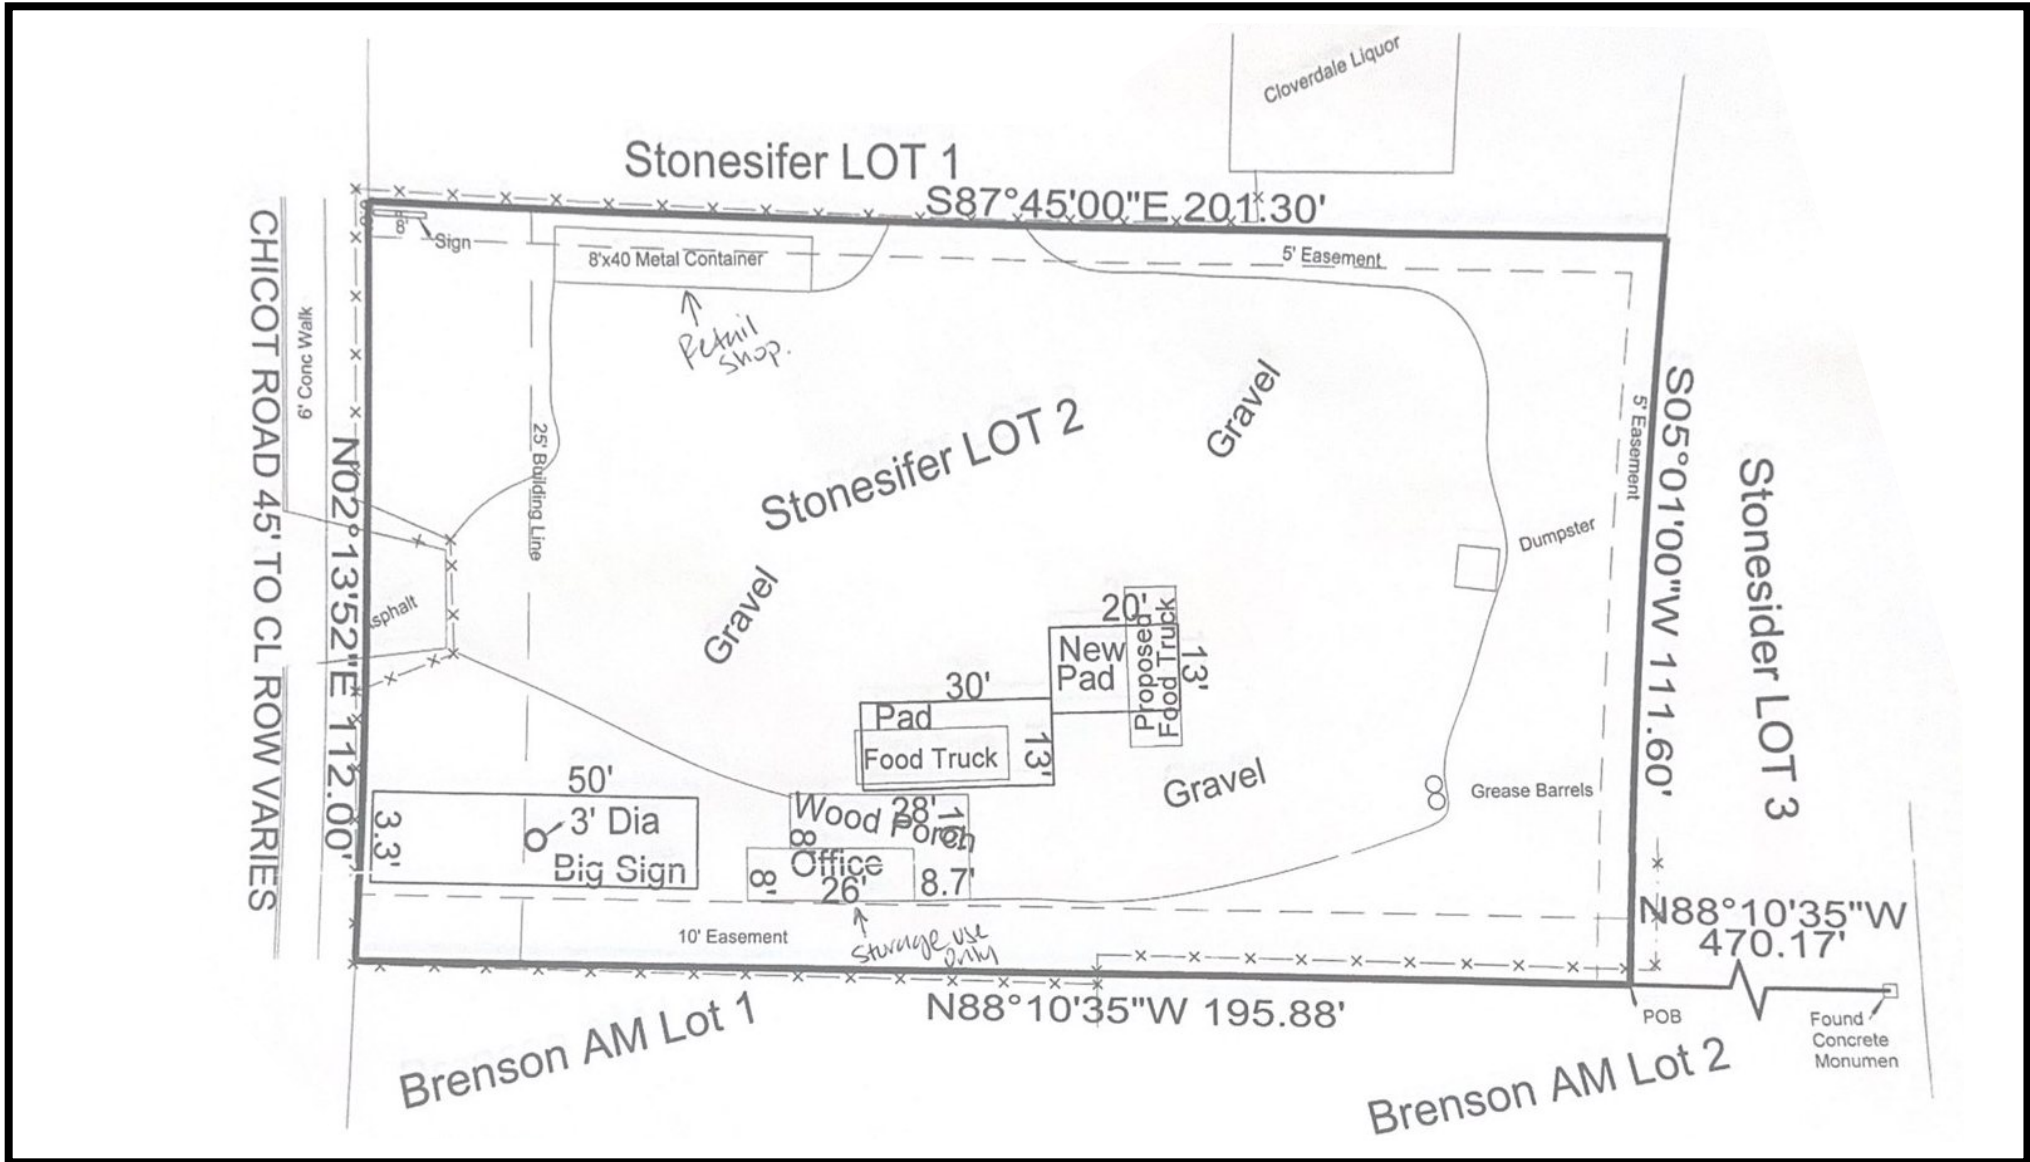 Cloverdale Liquor
Stonesifer LOT 1
S87°45'00"E 201.30'
8'
Sign
8'x40 Metal Container
5' Easement
Retail
shop.
CHICOT ROAD 45' TO CL ROW VARIES
6' Conc Walk
N02°13'52"E 112.00'
25' Building Line
Stonesifer LOT 2
Gravel
5' Easement
S05°01'00"W 111.60'
Stonesider LOT 3
Dumpster
Gravel
20'
New
Pad
Proposed
Food Truck
13'
30'
Pad
Food Truck
13'
Gravel
Grease Barrels
50'
3.3'
3' Dia
Big Sign
Wood Porch
28'
8
Office
8'
26'
8.7'
10' Easement
Storage use
only
N88°10'35"W
470.17'
N88°10'35"W 195.88'
POB
Found
Concrete
Monumen
Brenson AM Lot 1
Brenson AM Lot 2